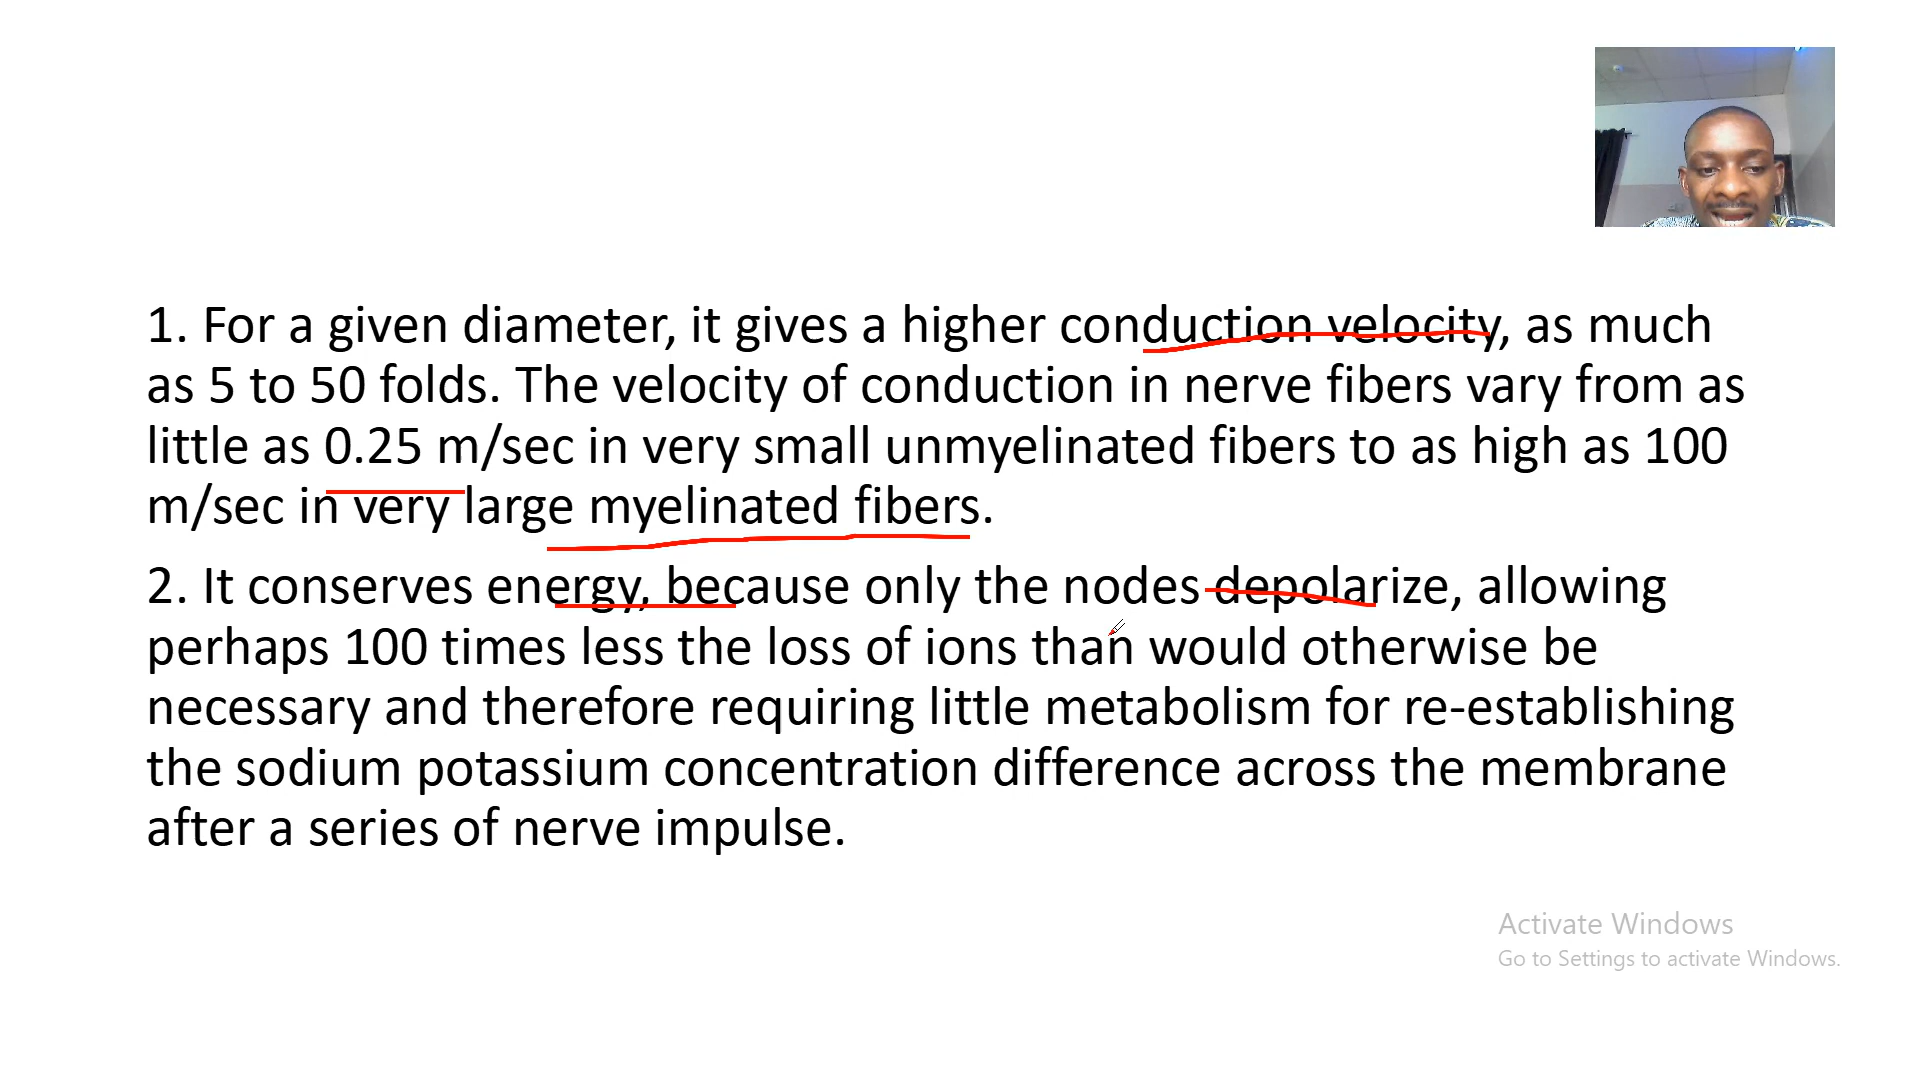 1. For a given diameter, it gives a higher conduction velocity, as much
as 5 to 50 folds. The velocity of conduction in nerve fibers vary from as
little as 0.25 m/sec in very small unmyelinated fibers to as high as 100
m/sec in very large myelinated fibers.
2. It conserves energy, because only the nodes depolarize, allowing
perhaps 100 times less the loss of ions than would otherwise be
necessary and therefore requiring little metabolism for re-establishing
the sodium potassium concentration difference across the membrane
after a series of nerve impulse.
Activate Windows
Go to Settings to activate Windows.